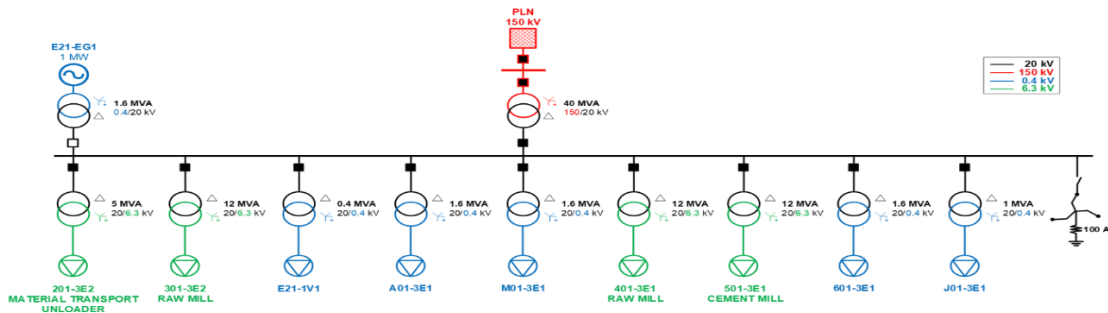 PLN
150 kV
E21-EG1
1 MW
1.6 MVA
0.4/20 kV
40 MVA
150/20 kV
20 kV
150 kV
0.4 kV
6.3 kV
5 MVA
20/6.3 kV
12 MVA
20/6.3 kV
0.4 MVA
20/0.4 kV
1.6 MVA
20/0.4 kV
1.6 MVA
20/0.4 kV
12 MVA
20/6.3 kV
12 MVA
20/6.3 kV
1.6 MVA
20/0.4 kV
1 MVA
20/0.4 kV
100 A
201-3E2
MATERIAL TRANSPORT
UNLOADER
301-3E2
RAW MILL
E21-1V1
A01-3E1
M01-3E1
401-3E1
RAW MILL
501-3E1
CEMENT MILL
601-3E1
J01-3E1